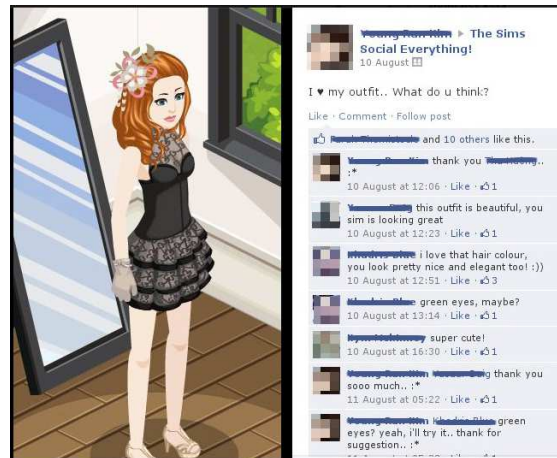 The Sims
Social Everything!
10 August
I ♥ my outfit.. What do u think?
Like · Comment · Follow post
and 10 others like this.
thank you
:*
10 August at 12:06 · Like · 1
this outfit is beautiful, you
sim is looking great
10 August at 12:23 · Like · 1
i love that hair colour,
you look pretty nice and elegant too! :))
10 August at 12:51 · Like · 3
green eyes, maybe?
10 August at 13:14 · Like · 1
super cute!
10 August at 16:30 · Like · 1
thank you
sooo much.. :*
11 August at 05:22 · Like · 1
green
eyes? yeah, i'll try it.. thank for
suggestion.. :*